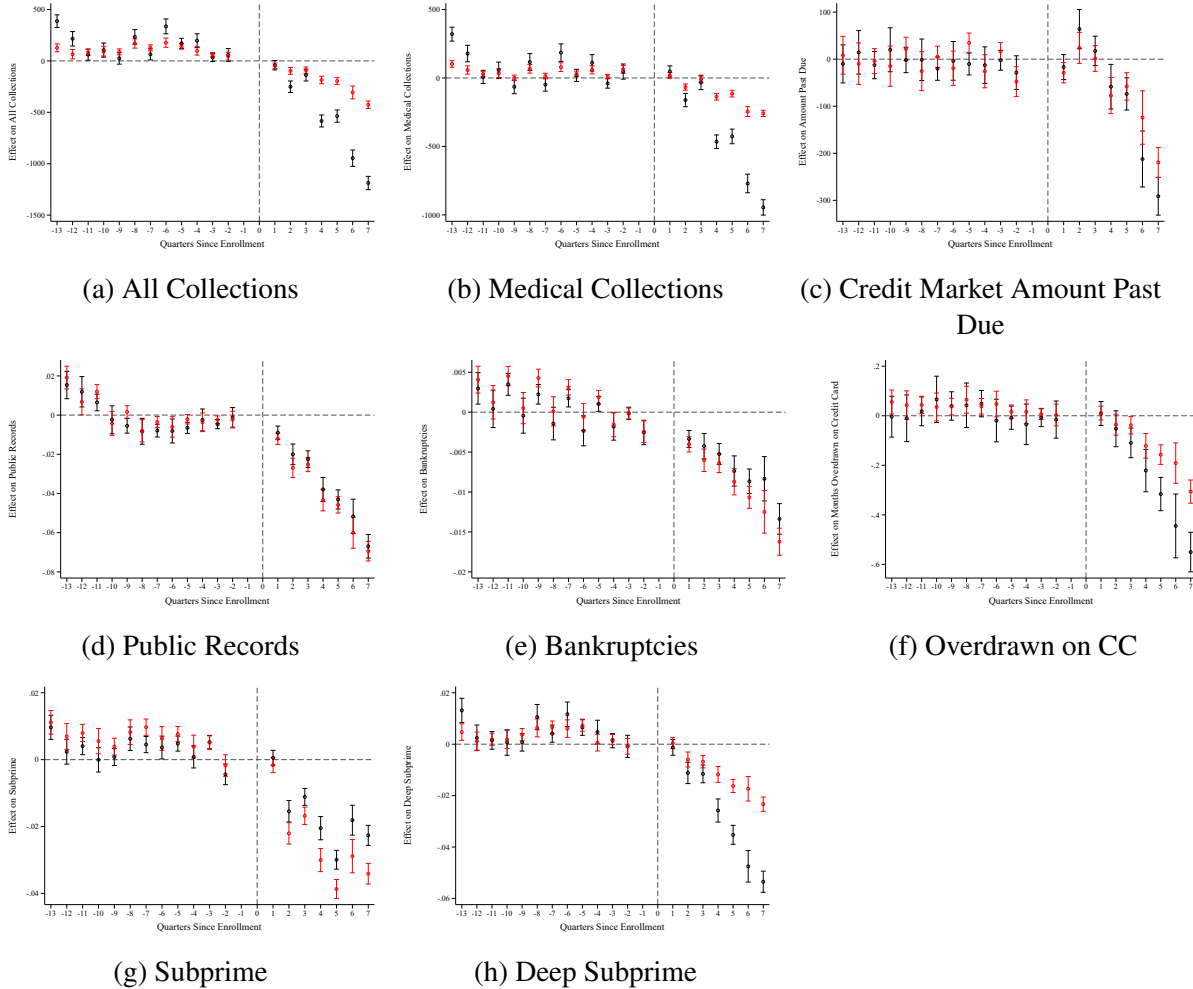 Effect on All Collections
500
0
-500
-1000
-1500
-13 -12 -11 -10 -9 -8 -7 -6 -5 -4 -3 -2 -1 0 1 2 3 4 5 6 7
Quarters Since Enrollment
(a) All Collections
Effect on Medical Collections
500
0
-500
-1000
-13 -12 -11 -10 -9 -8 -7 -6 -5 -4 -3 -2 -1 0 1 2 3 4 5 6 7
Quarters Since Enrollment
(b) Medical Collections
Effect on Amount Past Due
100
0
-100
-200
-300
-13 -12 -11 -10 -9 -8 -7 -6 -5 -4 -3 -2 -1 0 1 2 3 4 5 6 7
Quarters Since Enrollment
(c) Credit Market Amount Past
Due
Effect on Public Records
.02
0
-.02
-.04
-.06
-.08
-13 -12 -11 -10 -9 -8 -7 -6 -5 -4 -3 -2 -1 0 1 2 3 4 5 6 7
Quarters Since Enrollment
(d) Public Records
Effect on Bankruptcies
.005
0
-.005
-.01
-.015
-.02
-13 -12 -11 -10 -9 -8 -7 -6 -5 -4 -3 -2 -1 0 1 2 3 4 5 6 7
Quarters Since Enrollment
(e) Bankruptcies
Effect on Months Overdrawn on Credit Card
.2
0
-.2
-.4
-.6
-13 -12 -11 -10 -9 -8 -7 -6 -5 -4 -3 -2 -1 0 1 2 3 4 5 6 7
Quarters Since Enrollment
(f) Overdrawn on CC
Effect on Subprime
.02
0
-.02
-.04
-13 -12 -11 -10 -9 -8 -7 -6 -5 -4 -3 -2 -1 0 1 2 3 4 5 6 7
Quarters Since Enrollment
(g) Subprime
Effect on Deep Subprime
.02
0
-.02
-.04
-.06
-13 -12 -11 -10 -9 -8 -7 -6 -5 -4 -3 -2 -1 0 1 2 3 4 5 6 7
Quarters Since Enrollment
(h) Deep Subprime